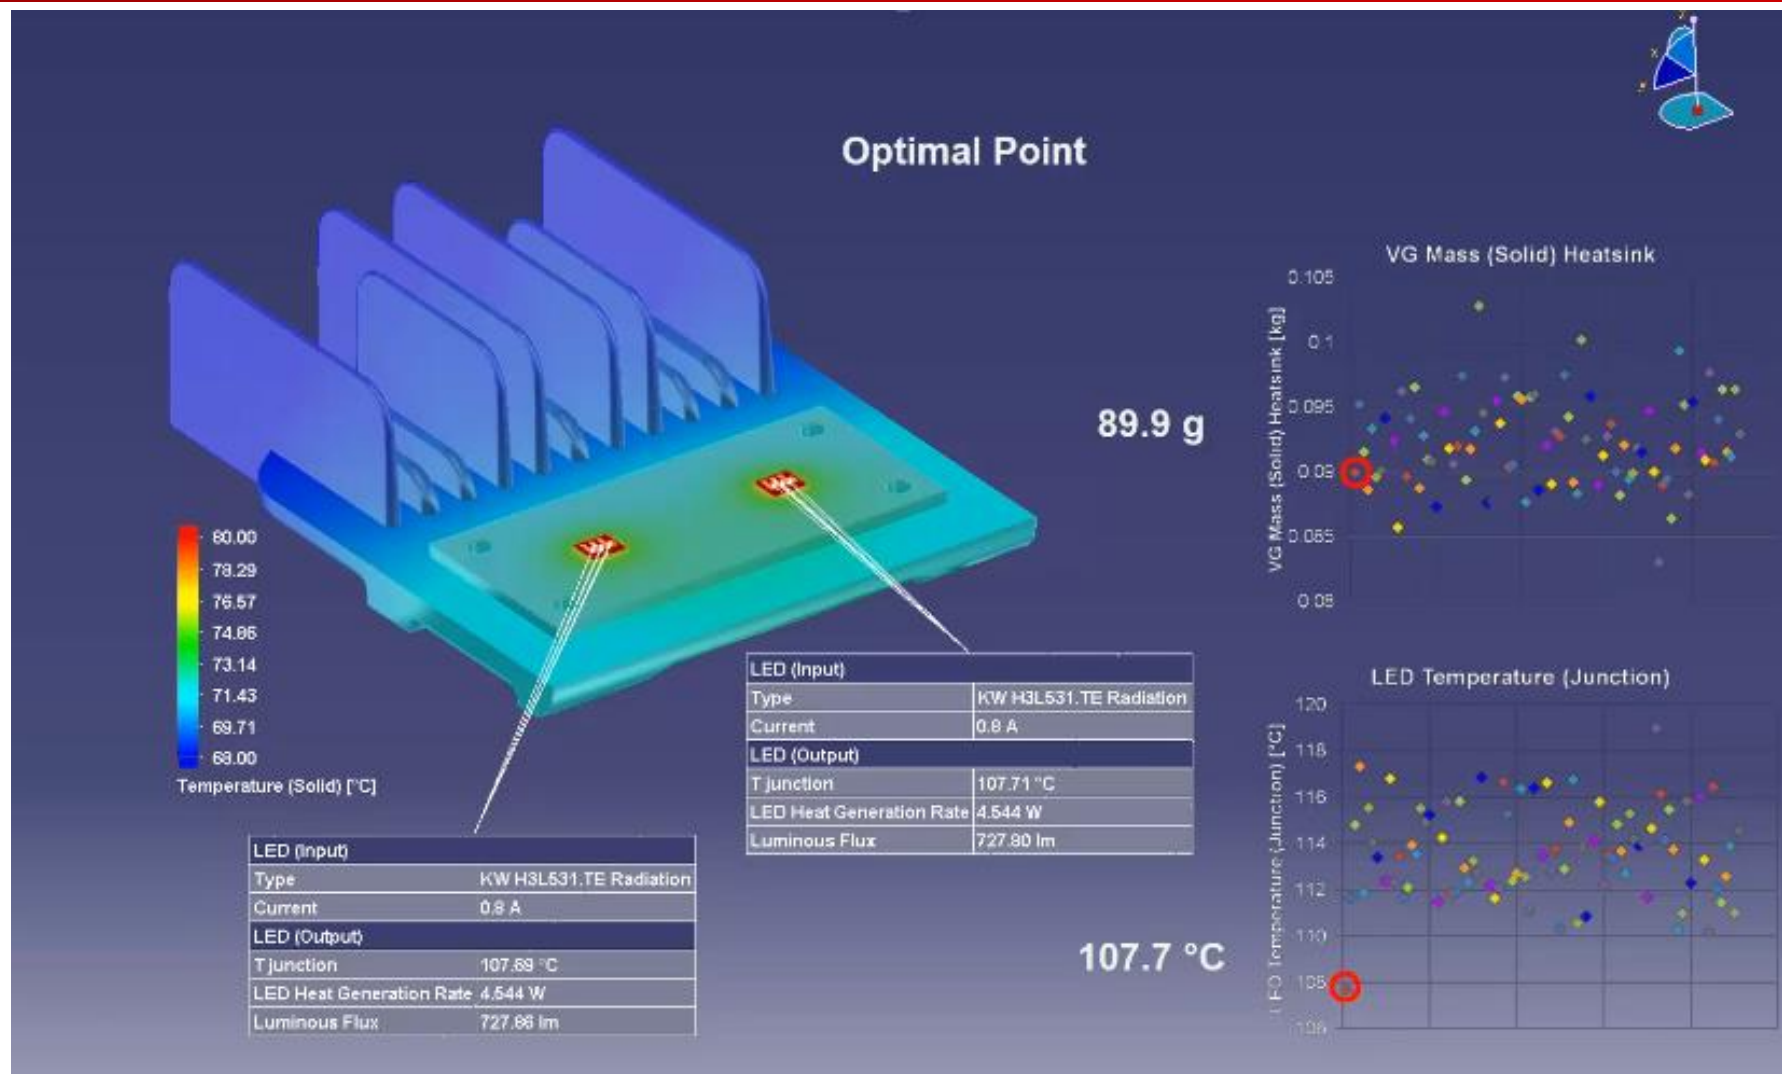 Optimal Point
VG Mass (Solid) Heatsink
0.105
0.1
0.095
0.09
0.085
0.08
VG Mass (Solid) Heatsink [kg]
89.9 g
80.00
78.29
76.57
74.86
73.14
71.43
69.71
68.00
Temperature (Solid) [°C]
LED (Input)
Type KW H3L531.TE Radiation
Current 0.8 A
LED (Output)
T junction 107.71 °C
LED Heat Generation Rate 4.544 W
Luminous Flux 727.80 lm
LED (Input)
Type KW H3L531.TE Radiation
Current 0.8 A
LED (Output)
T junction 107.69 °C
LED Heat Generation Rate 4.544 W
Luminous Flux 727.86 lm
LED Temperature (Junction)
120
118
116
114
112
110
108
106
LED Temperature (Junction) [°C]
107.7 °C